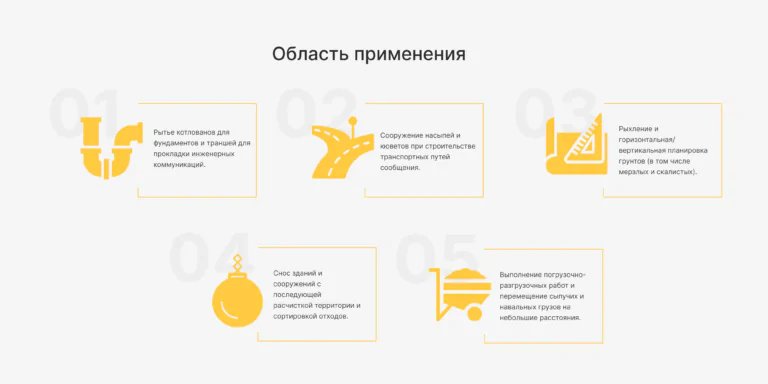 Область применения
01
Рытье котлованов для
фундаментов и траншей для
прокладки инженерных
коммуникаций.
02
Сооружение насыпей и
кюветов при строительстве
транспортных путей
сообщения.
03
Рыхление и
горизонтальная/
вертикальная планировка
грунтов (в том числе
мерзлых и скалистых).
04
Снос зданий и
сооружений с
последующей
расчисткой территории и
сортировкой отходов.
05
Выполнение погрузочно-
разгрузочных работ и
перемещение сыпучих и
навальных грузов на
небольшие расстояния.